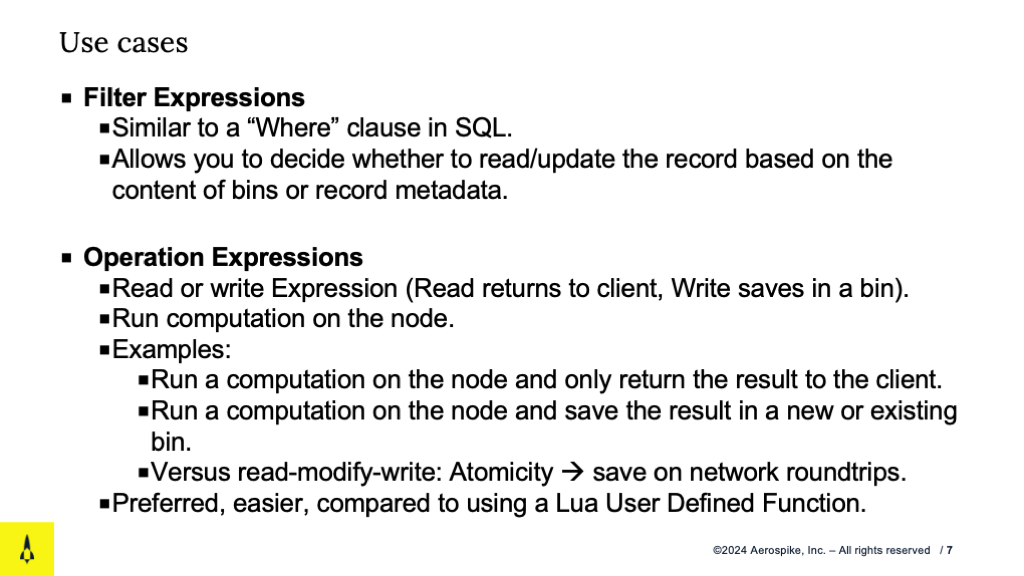 Use cases
▪ Filter Expressions
▪Similar to a “Where” clause in SQL.
▪Allows you to decide whether to read/update the record based on the
content of bins or record metadata.
▪ Operation Expressions
▪Read or write Expression (Read returns to client, Write saves in a bin).
▪Run computation on the node.
▪Examples:
▪Run a computation on the node and only return the result to the client.
▪Run a computation on the node and save the result in a new or existing
bin.
▪Versus read-modify-write: Atomicity → save on network roundtrips.
▪Preferred, easier, compared to using a Lua User Defined Function.
©2024 Aerospike, Inc. – All rights reserved / 7